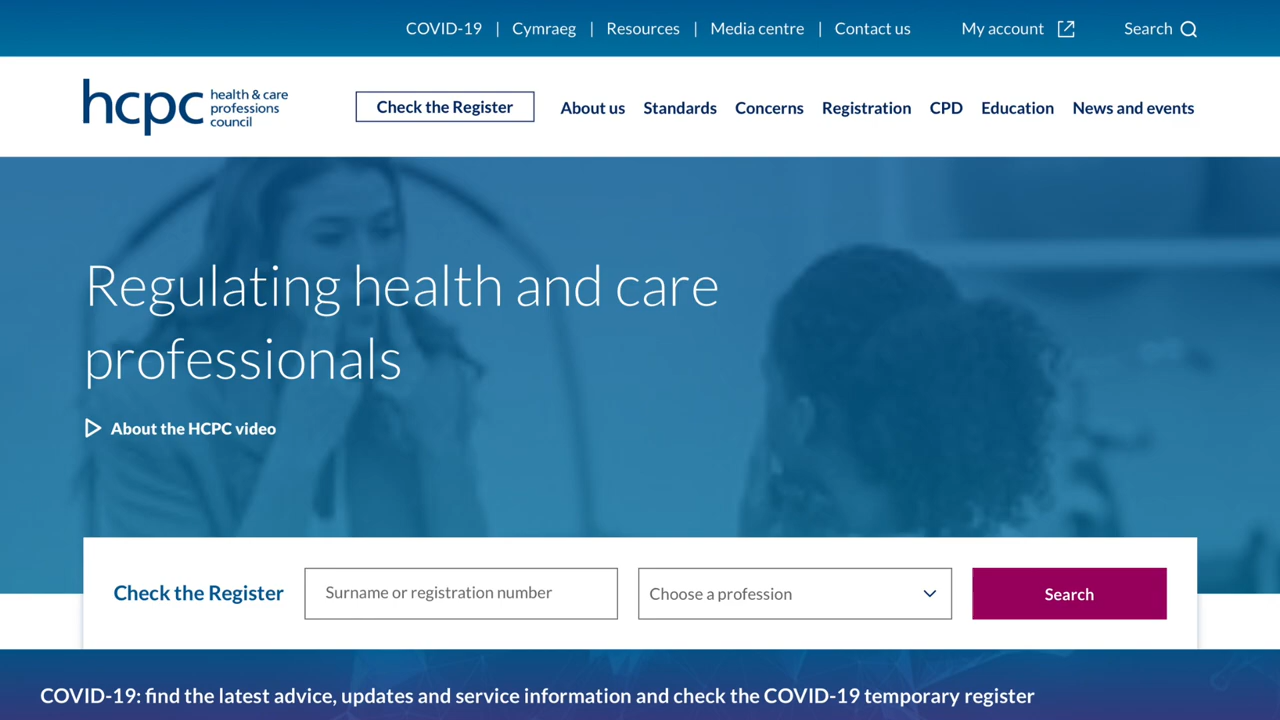 COVID-19 | Cymraeg | Resources | Media centre | Contact us My account Search
hcpc health & care
professions
council
Check the Register About us Standards Concerns Registration CPD Education News and events
Regulating health and care
professionals
About the HCPC video
Check the Register Surname or registration number Choose a profession Search
COVID-19: find the latest advice, updates and service information and check the COVID-19 temporary register